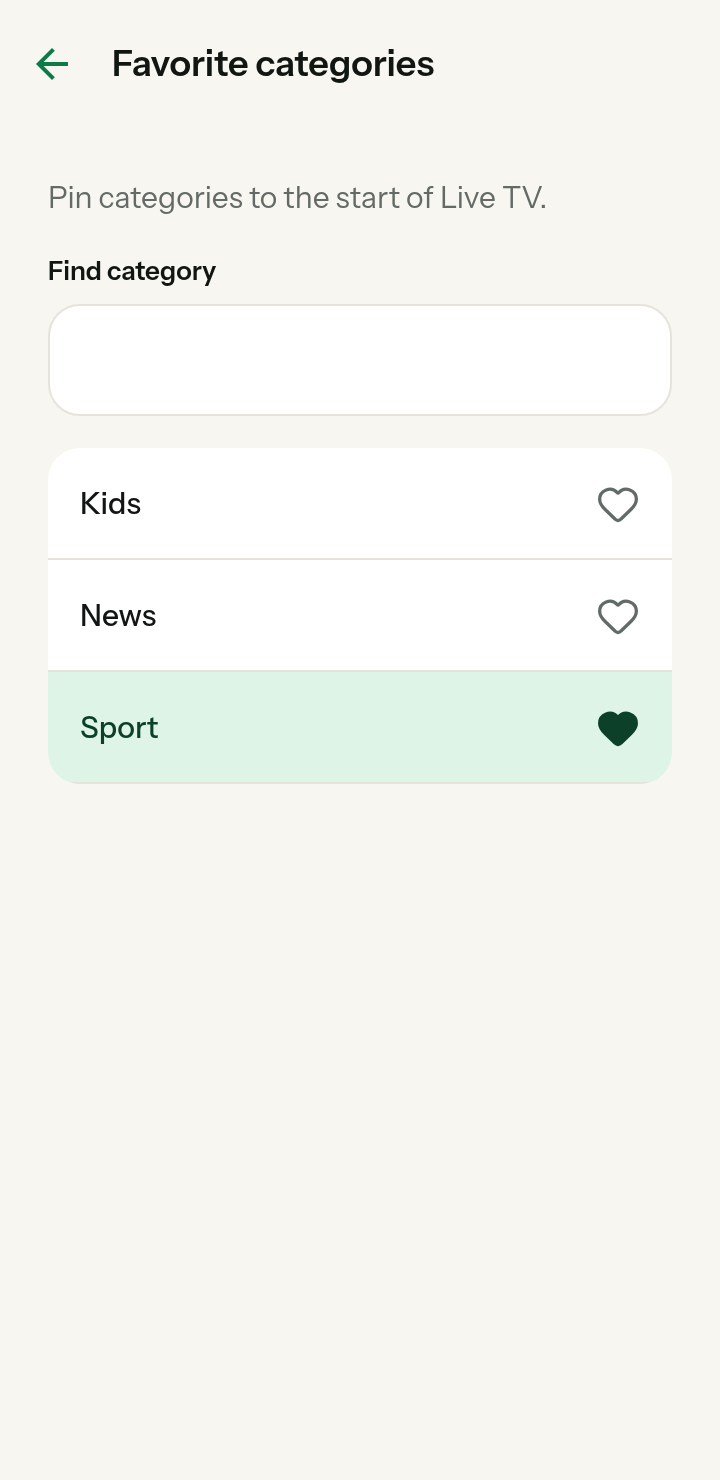 Favorite categories
Pin categories to the start of Live TV.
Find category
Kids
News
Sport